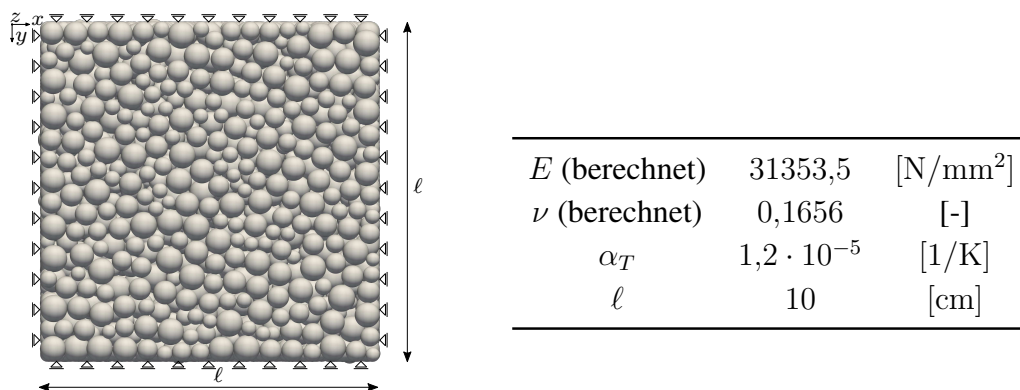 z x
y
ℓ
ℓ
E (berechnet) 31353,5 [N/mm²]
ν (berechnet) 0,1656 [-]
α_T 1,2 · 10⁻⁵ [1/K]
ℓ 10 [cm]